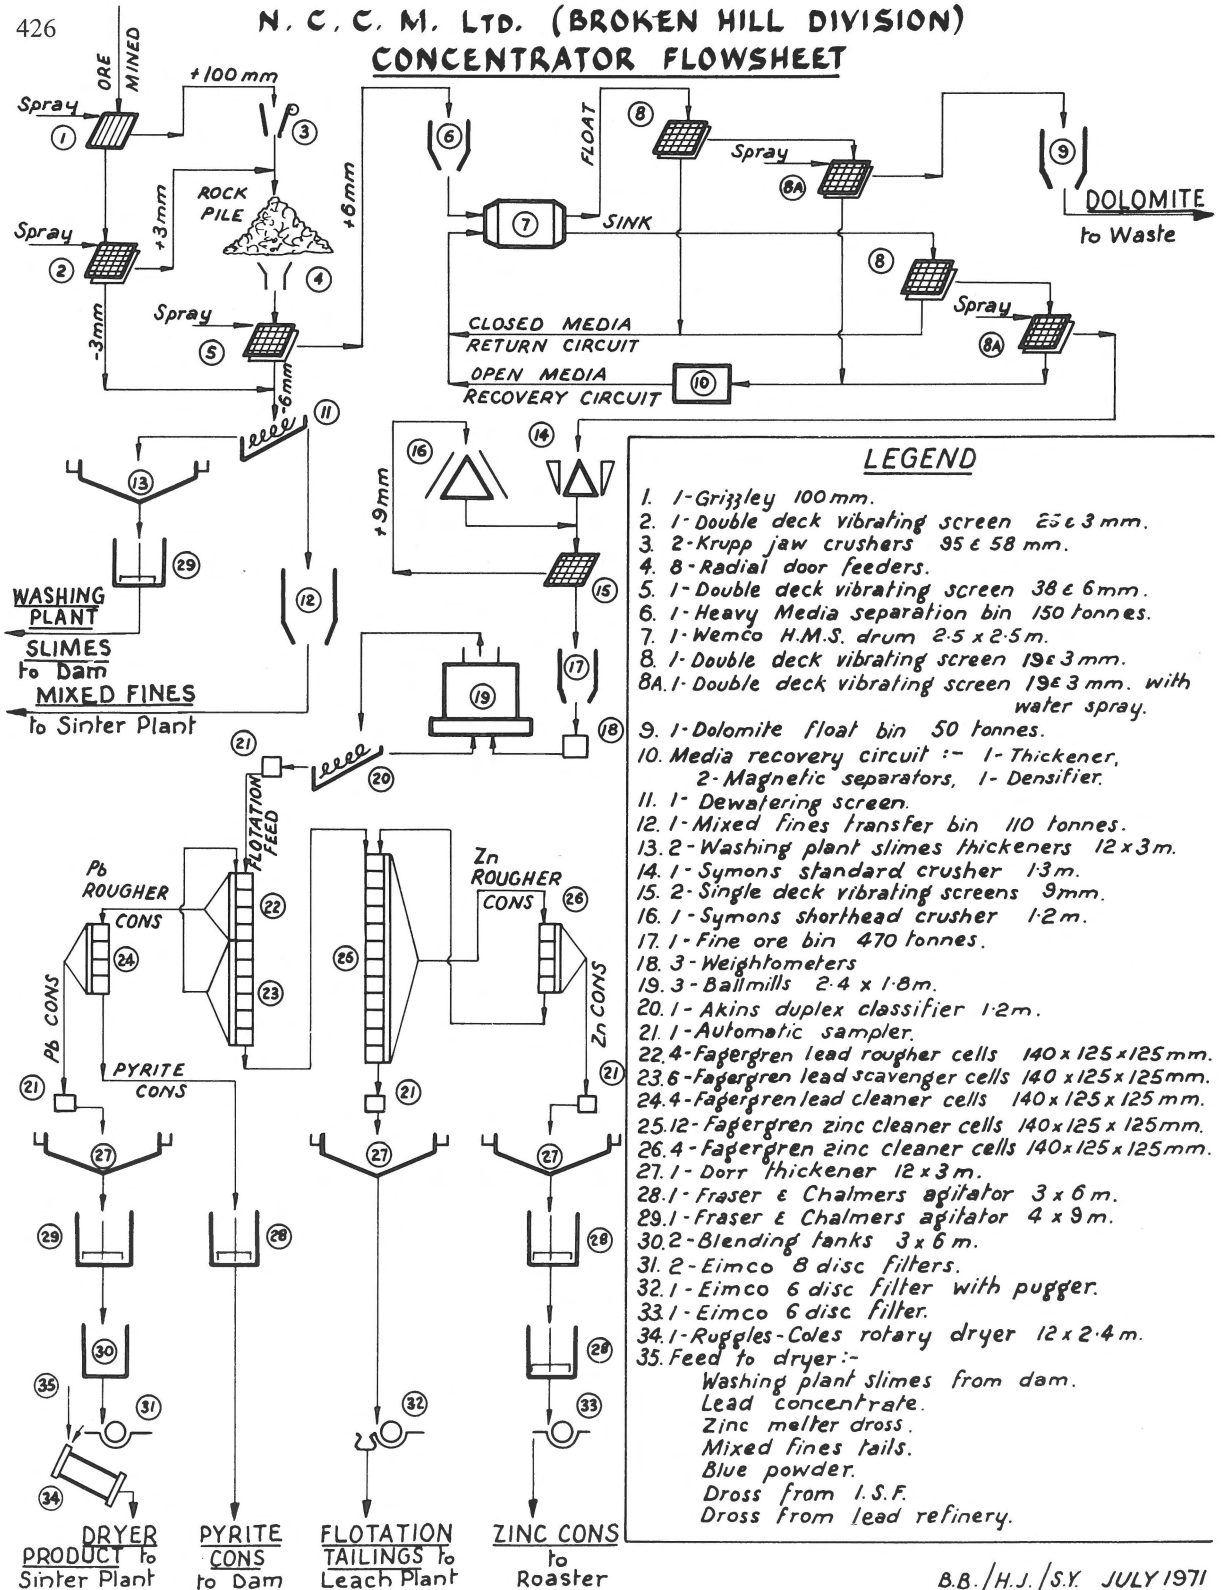 426
N. C. C. M. LTD. (BROKEN HILL DIVISION)
CONCENTRATOR FLOWSHEET
ORE
MINED
+100 mm
Spray
1
3
+3mm
ROCK
PILE
Spray
2
4
-3mm
Spray
5
-6mm
+6mm
6
FLOAT
8
Spray
8A
9
DOLOMITE
to Waste
7
SINK
8
Spray
8A
CLOSED MEDIA
RETURN CIRCUIT
OPEN MEDIA
RECOVERY CIRCUIT
10
11
13
29
WASHING
PLANT
SLIMES
to Dam
12
MIXED FINES
to Sinter Plant
16
14
+9mm
15
17
19
18
21
20
FLOTATION
FEED
Pb
ROUGHER
CONS
22
24
23
Pb CONS
PYRITE
CONS
25
Zn
ROUGHER
CONS
26
Zn CONS
21
21
21
27
27
27
29
28
28
30
28
35
31
32
33
34
DRYER
PRODUCT to
Sinter Plant
PYRITE
CONS
to Dam
FLOTATION
TAILINGS to
Leach Plant
ZINC CONS
to
Roaster
LEGEND
1. 1-Grizzley 100 mm.
2. 1-Double deck vibrating screen 25 & 3 mm.
3. 2-Krupp jaw crushers 95 & 58 mm.
4. 8-Radial door feeders.
5. 1-Double deck vibrating screen 38 & 6mm.
6. 1-Heavy Media separation bin 150 tonnes.
7. 1-Wemco H.M.S. drum 2·5 x 2·5 m.
8. 1-Double deck vibrating screen 19 & 3 mm.
8A. 1-Double deck vibrating screen 19 & 3 mm. with
water spray.
9. 1-Dolomite float bin 50 tonnes.
10. Media recovery circuit :- 1-Thickener,
2-Magnetic separators, 1-Densifier.
11. 1-Dewatering screen.
12. 1-Mixed fines transfer bin 110 tonnes.
13. 2-Washing plant slimes thickeners 12 x 3m.
14. 1-Symons standard crusher 1·3 m.
15. 2-Single deck vibrating screens 9mm.
16. 1-Symons shorthead crusher 1·2 m.
17. 1-Fine ore bin 470 tonnes.
18. 3-Weightometers
19. 3-Ballmills 2·4 x 1·8m.
20. 1-Akins duplex classifier 1·2m.
21. 1-Automatic sampler.
22. 4-Fagergren lead rougher cells 140 x 125 x 125 mm.
23. 6-Fagergren lead scavenger cells 140 x 125 x 125mm.
24. 4-Fagergren lead cleaner cells 140 x 125 x 125 mm.
25. 12-Fagergren zinc cleaner cells 140 x 125 x 125mm.
26. 4-Fagergren zinc cleaner cells 140 x 125 x 125mm.
27. 1-Dorr thickener 12 x 3 m.
28. 1-Fraser & Chalmers agitator 3 x 6 m.
29. 1-Fraser & Chalmers agitator 4 x 9 m.
30. 2-Blending tanks 3 x 6 m.
31. 2-Eimco 8 disc filters.
32. 1-Eimco 6 disc filter with pugger.
33. 1-Eimco 6 disc filter.
34. 1-Ruggles-Coles rotary dryer 12 x 2·4 m.
35. Feed to dryer:-
Washing plant slimes from dam.
Lead concentrate.
Zinc melter dross.
Mixed fines tails.
Blue powder.
Dross from I.S.F.
Dross from lead refinery.
B.B./H.J./S.Y. JULY 1971